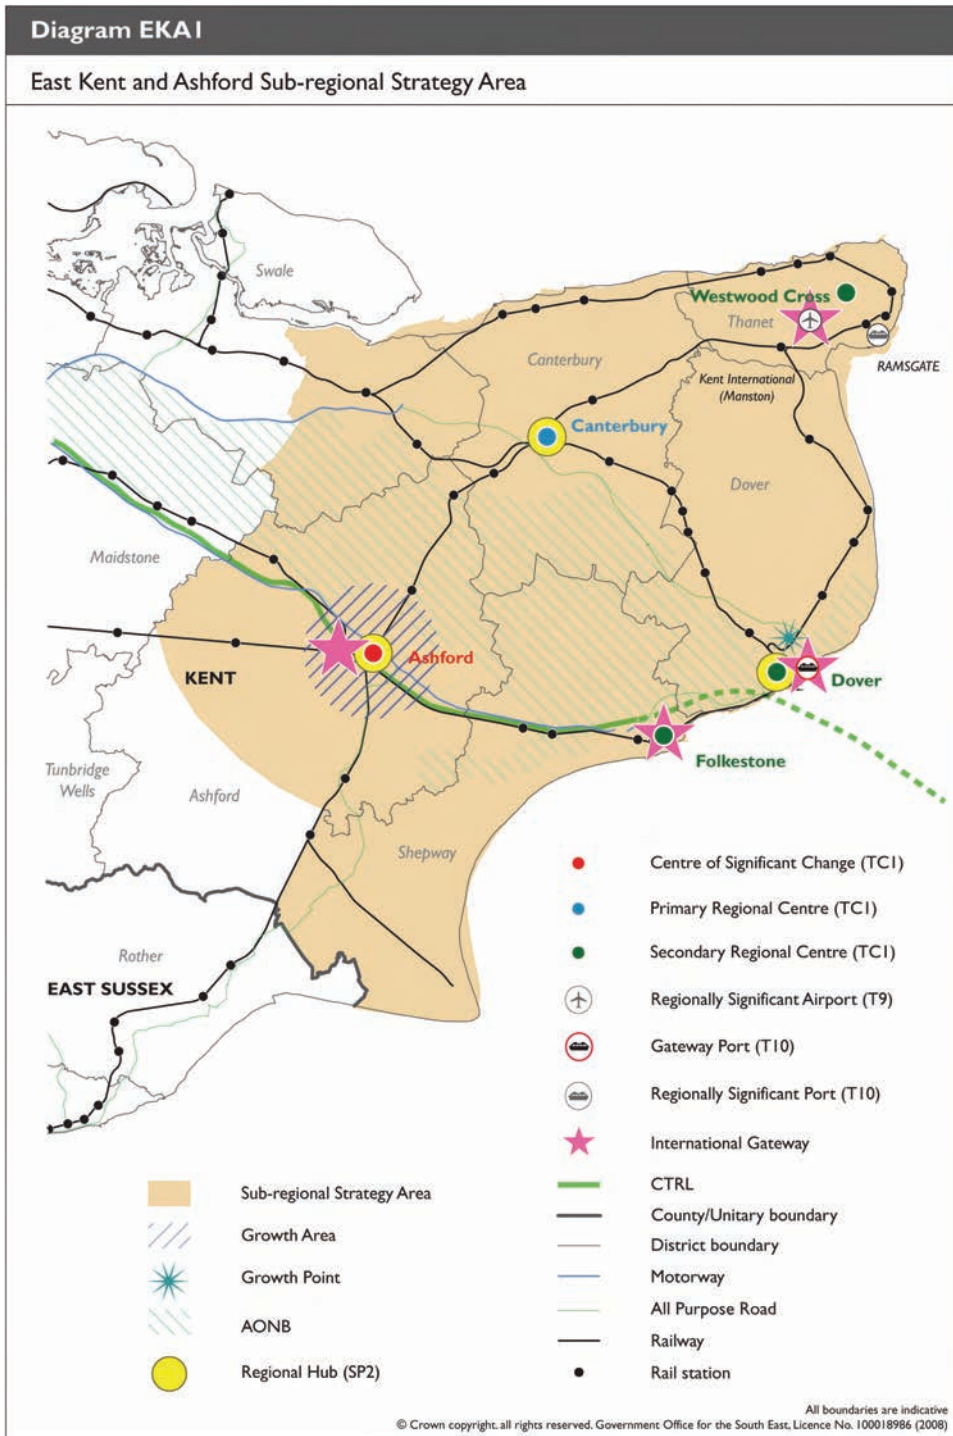 Diagram EKA1
East Kent and Ashford Sub-regional Strategy Area
Swale
Westwood Cross
Thanet
RAMSGATE
Canterbury
Kent International
(Manston)
Canterbury
Dover
Maidstone
Ashford
KENT
Dover
Folkestone
Tunbridge
Wells
Ashford
Shepway
Rother
EAST SUSSEX
Centre of Significant Change (TC1)
Primary Regional Centre (TC1)
Secondary Regional Centre (TC1)
Regionally Significant Airport (T9)
Gateway Port (T10)
Regionally Significant Port (T10)
International Gateway
CTRL
County/Unitary boundary
District boundary
Motorway
All Purpose Road
Railway
Rail station
Sub-regional Strategy Area
Growth Area
Growth Point
AONB
Regional Hub (SP2)
All boundaries are indicative
© Crown copyright. all rights reserved. Government Office for the South East, Licence No. 100018986 (2008)